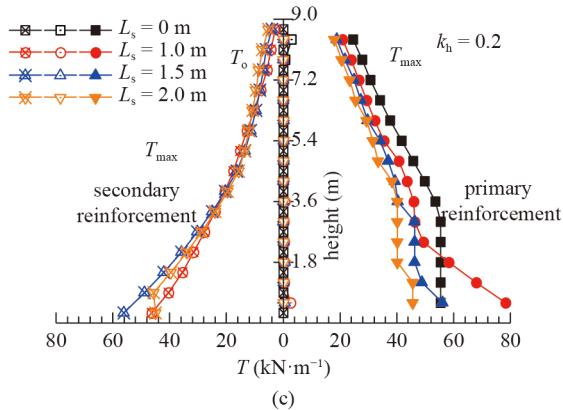 L_s = 0 m
L_s = 1.0 m
L_s = 1.5 m
L_s = 2.0 m
T_o
T_max
k_h = 0.2
T_max
secondary
reinforcement
primary
reinforcement
9.0
7.2
5.4
3.6
1.8
height (m)
80 60 40 20 0 20 40 60 80
T (kN·m⁻¹)
(c)